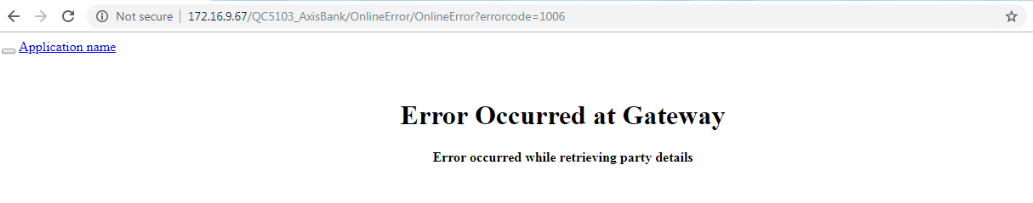 Not secure | 172.16.9.67/QC5103_AxisBank/OnlineError/OnlineError?errorcode=1006
Application name
Error Occurred at Gateway
Error occurred while retrieving party details